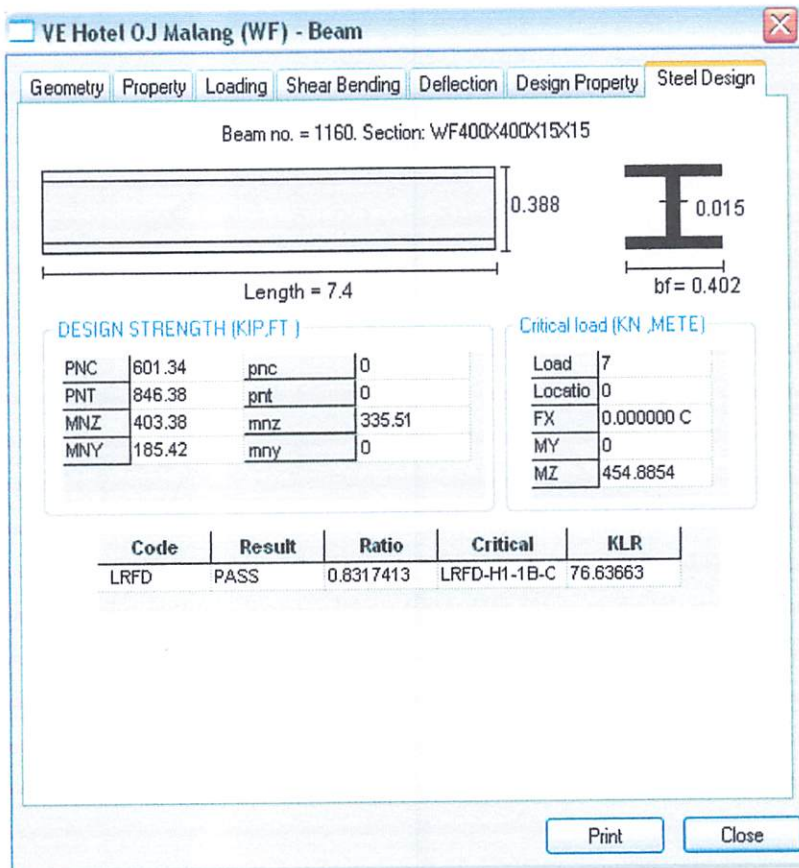 VE Hotel OJ Malang (WF) - Beam
Geometry Property Loading Shear Bending Deflection Design Property Steel Design
Beam no. = 1160. Section: WF400X400X15X15
0.388
0.015
Length = 7.4
bf = 0.402
DESIGN STRENGTH (KIP,FT )
PNC 601.34 pnc 0
PNT 846.38 pnt 0
MNZ 403.38 mnz 335.51
MNY 185.42 mny 0
Critical load (KN ,METE)
Load 7
Locatio 0
FX 0.000000 C
MY 0
MZ 454.8854
Code Result Ratio Critical KLR
LRFD PASS 0.8317413 LRFD-H1-1B-C 76.63663
Print Close